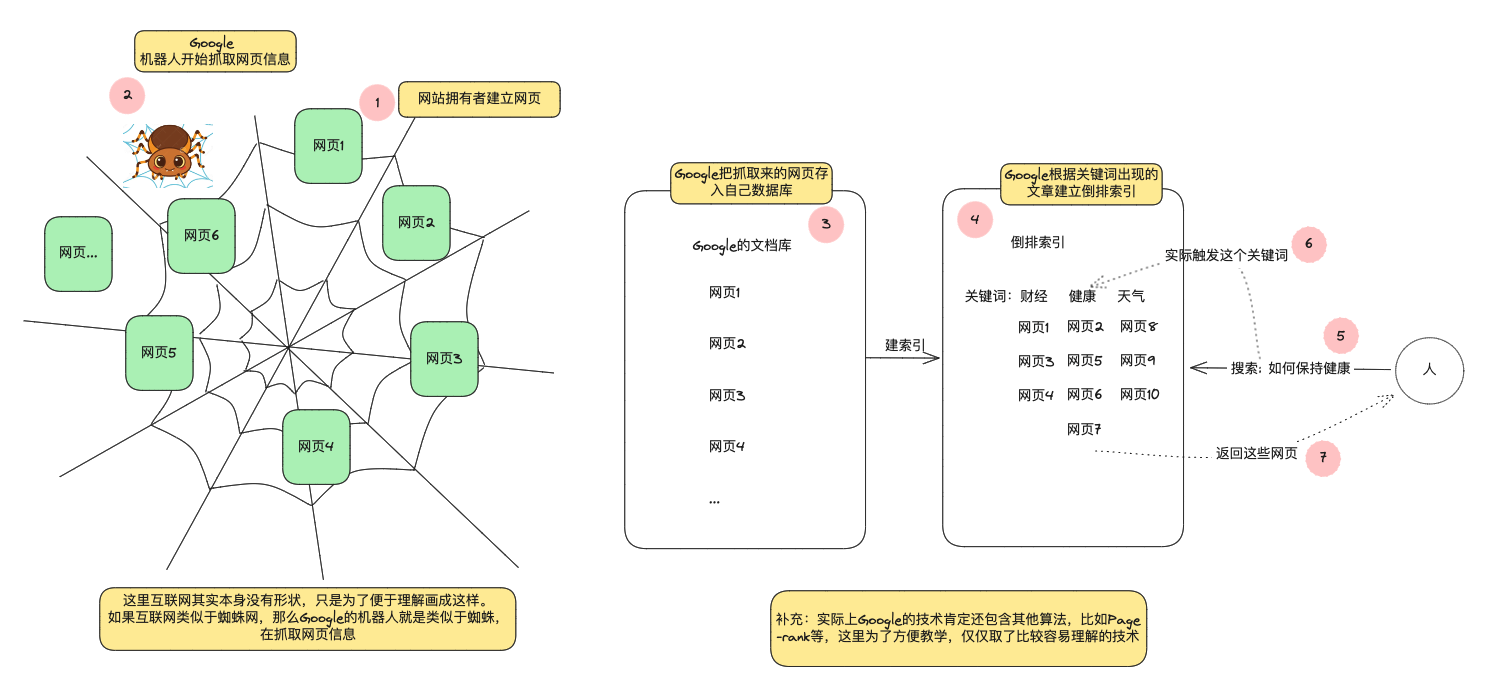 Google
机器人开始抓取网页信息
2
1
网站拥有者建立网页
网页1
网页2
网页6
网页...
网页5
网页3
网页4
这里互联网其实本身没有形状，只是为了便于理解画成这样。
如果互联网类似于蜘蛛网，那么Google的机器人就是类似于蜘蛛，
在抓取网页信息
Google把抓取来的网页存
入自己数据库
3
Google的文档库
网页1
网页2
网页3
网页4
...
建索引
Google根据关键词出现的
文章建立倒排索引
4
倒排索引
关键词：财经 健康 天气
网页1 网页2 网页8
网页3 网页5 网页9
网页4 网页6 网页10
网页7
实际触发这个关键词
6
5
搜索：如何保持健康
人
返回这些网页
7
补充：实际上Google的技术肯定还包含其他算法，比如Page
-rank等，这里为了方便教学，仅仅取了比较容易理解的技术